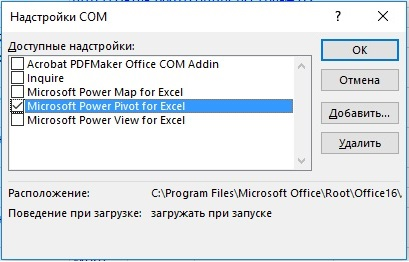 Надстройки COM
Доступные надстройки:
Acrobat PDFMaker Office COM Addin
Inquire
Microsoft Power Map for Excel
Microsoft Power Pivot for Excel
Microsoft Power View for Excel
ОК
Отмена
Добавить...
Удалить
Расположение: C:\Program Files\Microsoft Office\Root\Office16\
Поведение при загрузке: загружать при запуске